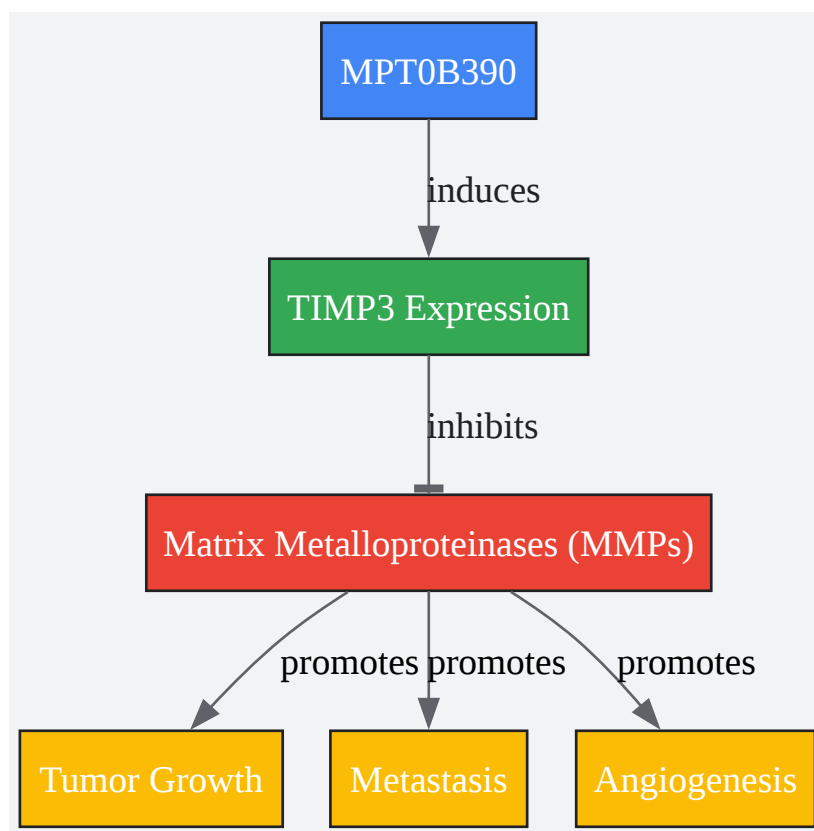 MPT0B390
induces
TIMP3 Expression
inhibits
Matrix Metalloproteinases (MMPs)
promotes promotes promotes
Tumor Growth Metastasis Angiogenesis